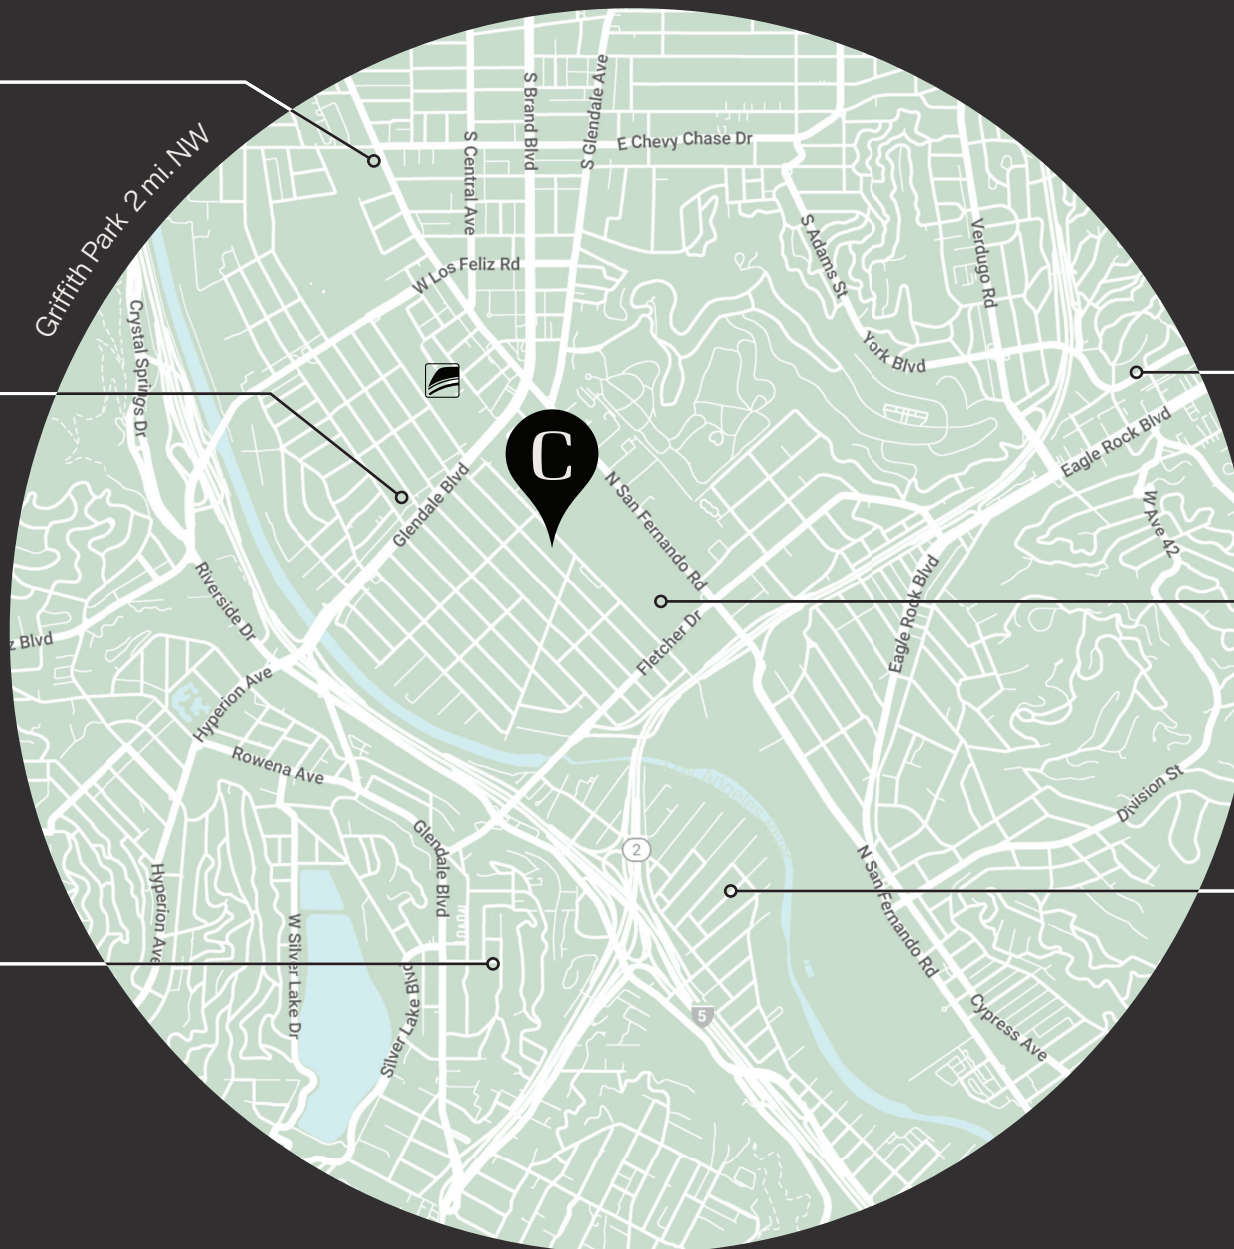 S Brand Blvd
S Glendale Ave
E Chevy Chase Dr
S Central Ave
Griffith Park 2 mi. NW
S Adams St
Verdugo Rd
W Los Feliz Rd
Crystal Springs Dr
York Blvd
Eagle Rock Blvd
C
Glendale Blvd
N San Fernando Rd
W Ave 42
Riverside Dr
Eagle Rock Blvd
Fletcher Dr
z Blvd
Hyperion Ave
Rowena Ave
Los Angeles River
Division St
Glendale Blvd
2
Hyperion Ave
N San Fernando Rd
W Silver Lake Dr
Silver Lake Blvd
5
Cypress Ave